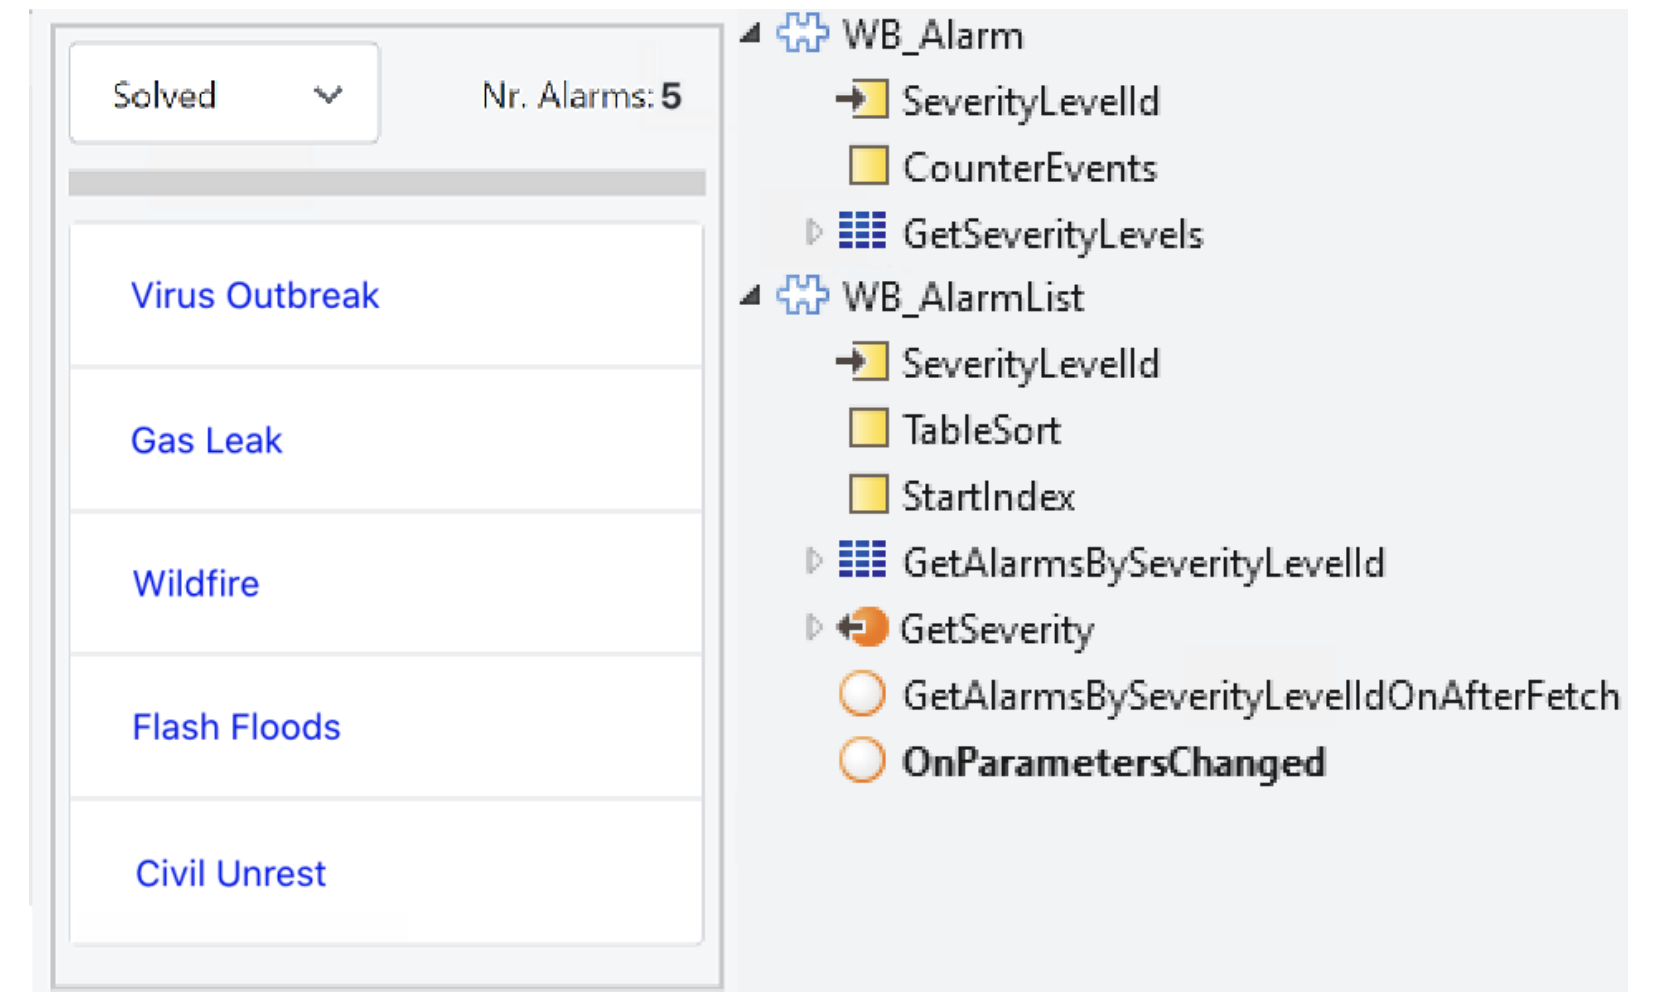 Solved
Nr. Alarms: 5
Virus Outbreak
Gas Leak
Wildfire
Flash Floods
Civil Unrest
WB_Alarm
SeverityLevelId
CounterEvents
GetSeverityLevels
WB_AlarmList
SeverityLevelId
TableSort
StartIndex
GetAlarmsBySeverityLevelId
GetSeverity
GetAlarmsBySeverityLevelIdOnAfterFetch
OnParametersChanged